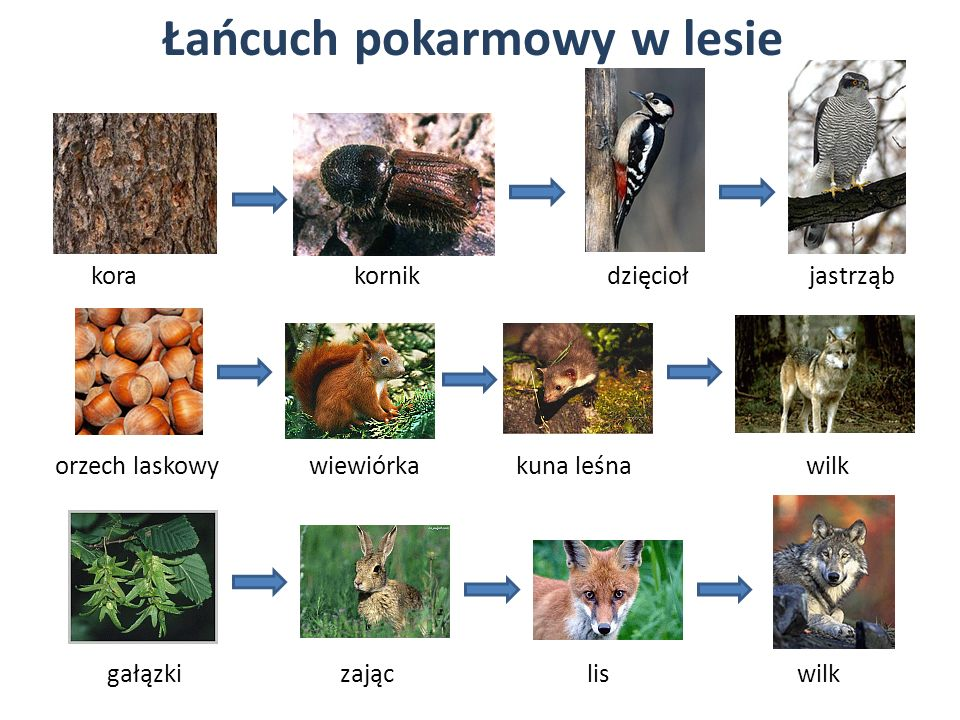 Łańcuch pokarmowy w lesie
kora kornik dzięcioł jastrząb
orzech laskowy wiewiórka kuna leśna wilk
gałązki zając lis wilk